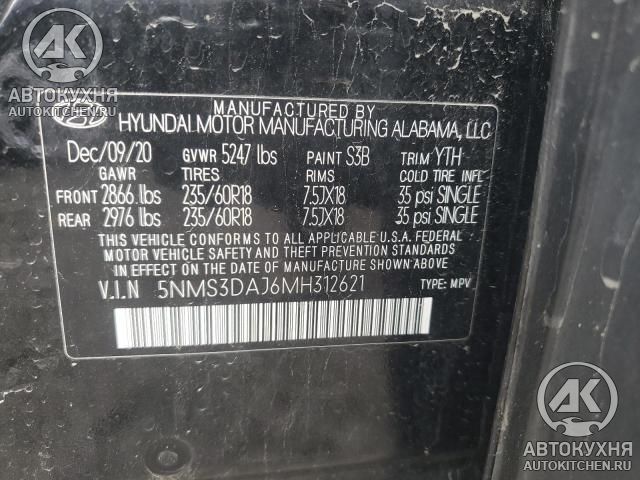 АВТОКУХНЯ
AUTOKITCHEN.RU
MANUFACTURED BY
HYUNDAI MOTOR MANUFACTURING ALABAMA, LLC
Dec/09/20 GVWR 5247 lbs PAINT S3B TRIM YTH
GAWR TIRES RIMS COLD TIRE INFL
FRONT 2866 lbs 235/60R18 7.5JX18 35 psi SINGLE
REAR 2976 lbs 235/60R18 7.5JX18 35 psi SINGLE
THIS VEHICLE CONFORMS TO ALL APPLICABLE U.S.A. FEDERAL
MOTOR VEHICLE SAFETY AND THEFT PREVENTION STANDARDS
IN EFFECT ON THE DATE OF MANUFACTURE SHOWN ABOVE.
V.I.N 5NMS3DAJ6MH312621 TYPE: MPV
АК
АВТОКУХНЯ
AUTOKITCHEN.RU